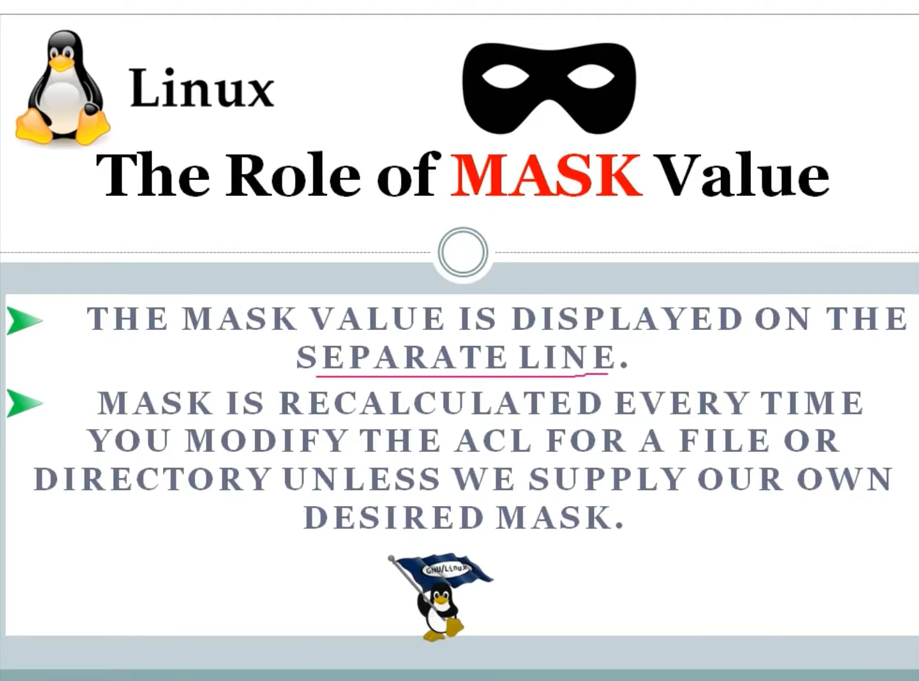 Linux
The Role of MASK Value
THE MASK VALUE IS DISPLAYED ON THE
SEPARATE LINE.
MASK IS RECALCULATED EVERY TIME
YOU MODIFY THE ACL FOR A FILE OR
DIRECTORY UNLESS WE SUPPLY OUR OWN
DESIRED MASK.
GNU/Linux